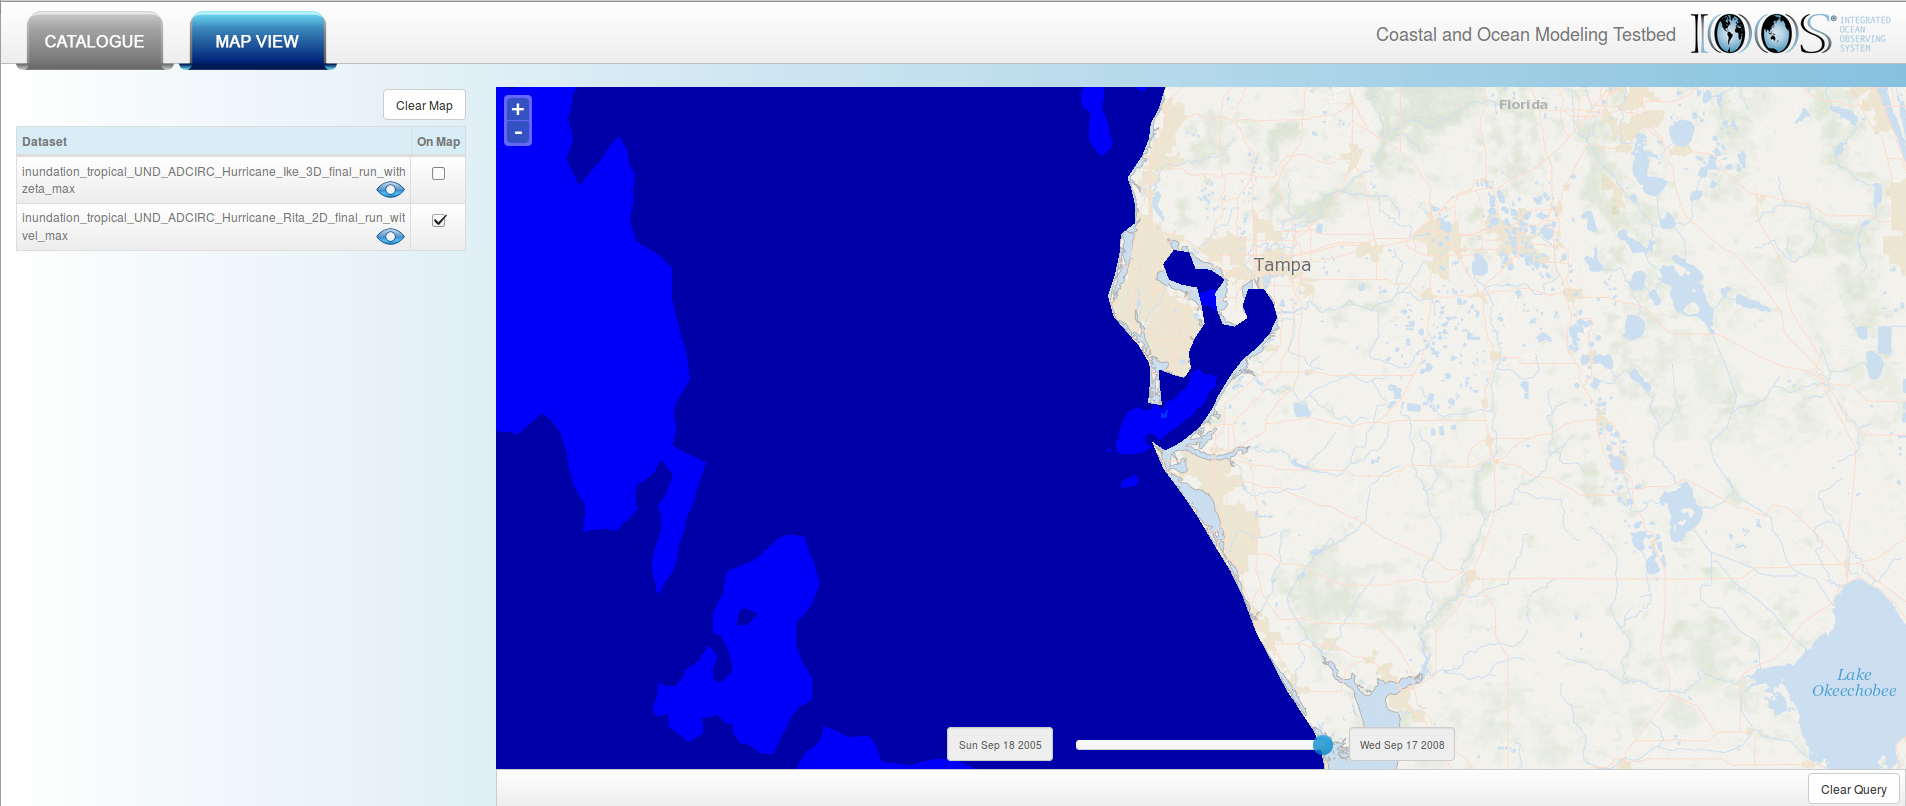 CATALOGUE
MAP VIEW
Coastal and Ocean Modeling Testbed
IOOS®
INTEGRATED
OCEAN
OBSERVING
SYSTEM
Clear Map
Dataset
On Map
inundation_tropical_UND_ADCIRC_Hurricane_Ike_3D_final_run_with
zeta_max
inundation_tropical_UND_ADCIRC_Hurricane_Rita_2D_final_run_wit
vel_max
+
-
Florida
Tampa
Lake
Okeechobee
Sun Sep 18 2005
Wed Sep 17 2008
Clear Query